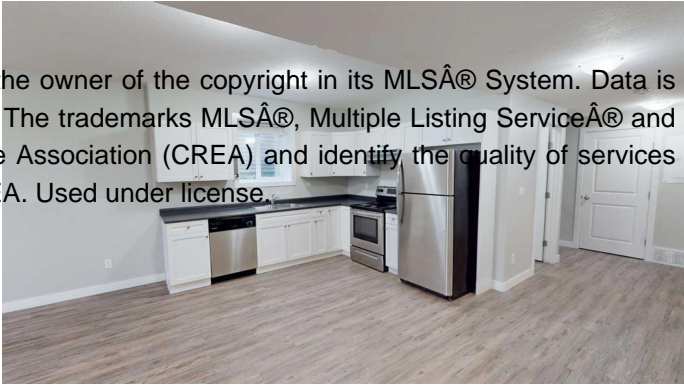 the owner of the copyright in its MLSÂ® System. Data is
The trademarks MLSÂ®, Multiple Listing ServiceÂ® and
Association (CREA) and identify the quality of services
Used under license.